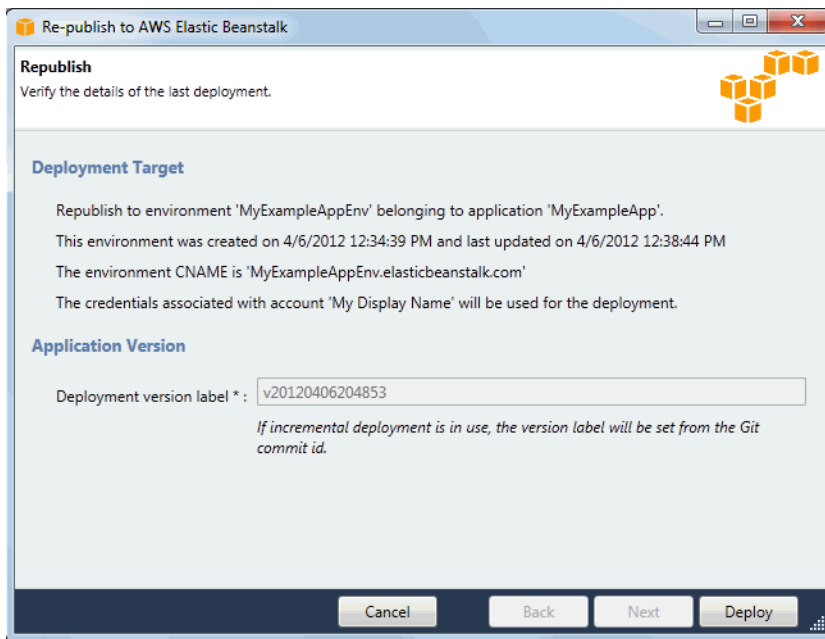 Re-publish to AWS Elastic Beanstalk
Republish
Verify the details of the last deployment.
Deployment Target
Republish to environment 'MyExampleAppEnv' belonging to application 'MyExampleApp'.
This environment was created on 4/6/2012 12:34:39 PM and last updated on 4/6/2012 12:38:44 PM
The environment CNAME is 'MyExampleAppEnv.elasticbeanstalk.com'
The credentials associated with account 'My Display Name' will be used for the deployment.
Application Version
Deployment version label * : v20120406204853
If incremental deployment is in use, the version label will be set from the Git
commit id.
Cancel Back Next Deploy